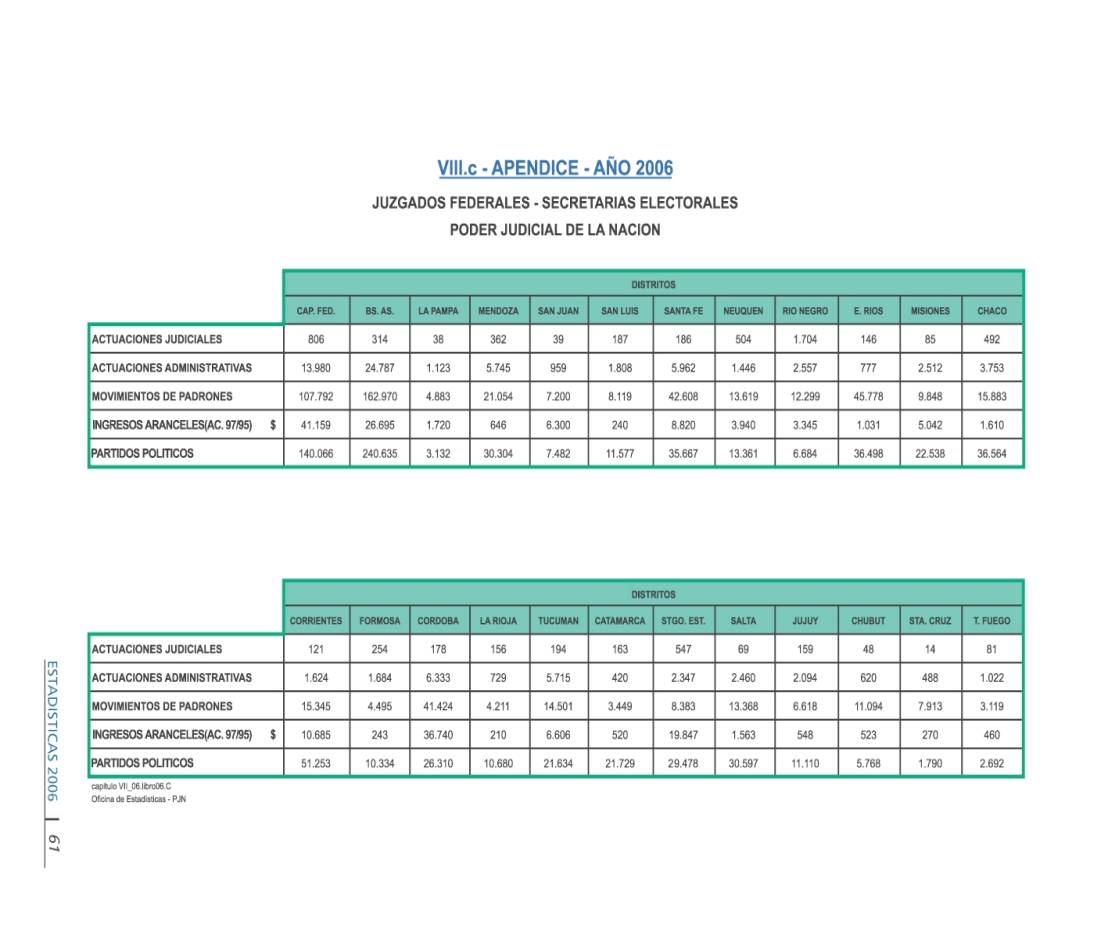 VIII.c - APENDICE - AÑO 2006
JUZGADOS FEDERALES - SECRETARIAS ELECTORALES
PODER JUDICIAL DE LA NACION
DISTRITOS
CAP. FED. BS. AS. LA PAMPA MENDOZA SAN JUAN SAN LUIS SANTA FE NEUQUEN RIO NEGRO E. RIOS MISIONES CHACO
ACTUACIONES JUDICIALES 806 314 38 362 39 187 186 504 1.704 146 85 492
ACTUACIONES ADMINISTRATIVAS 13.980 24.787 1.123 5.745 959 1.808 5.962 1.446 2.557 777 2.512 3.753
MOVIMIENTOS DE PADRONES 107.792 162.970 4.883 21.054 7.200 8.119 42.608 13.619 12.299 45.778 9.848 15.883
INGRESOS ARANCELES(AC. 97/95) $ 41.159 26.695 1.720 646 6.300 240 8.820 3.940 3.345 1.031 5.042 1.610
PARTIDOS POLITICOS 140.066 240.635 3.132 30.304 7.482 11.577 35.667 13.361 6.684 36.498 22.538 36.564
DISTRITOS
CORRIENTES FORMOSA CORDOBA LA RIOJA TUCUMAN CATAMARCA STGO. EST. SALTA JUJUY CHUBUT STA. CRUZ T. FUEGO
ACTUACIONES JUDICIALES 121 254 178 156 194 163 547 69 159 48 14 81
ACTUACIONES ADMINISTRATIVAS 1.624 1.684 6.333 729 5.715 420 2.347 2.460 2.094 620 488 1.022
MOVIMIENTOS DE PADRONES 15.345 4.495 41.424 4.211 14.501 3.449 8.383 13.368 6.618 11.094 7.913 3.119
INGRESOS ARANCELES(AC. 97/95) $ 10.685 243 36.740 210 6.606 520 19.847 1.563 548 523 270 460
PARTIDOS POLITICOS 51.253 10.334 26.310 10.680 21.634 21.729 29.478 30.597 11.110 5.768 1.790 2.692
capítulo VII_06.libro06.C
Oficina de Estadísticas - PJN
ESTADISTICAS 2006 | 61